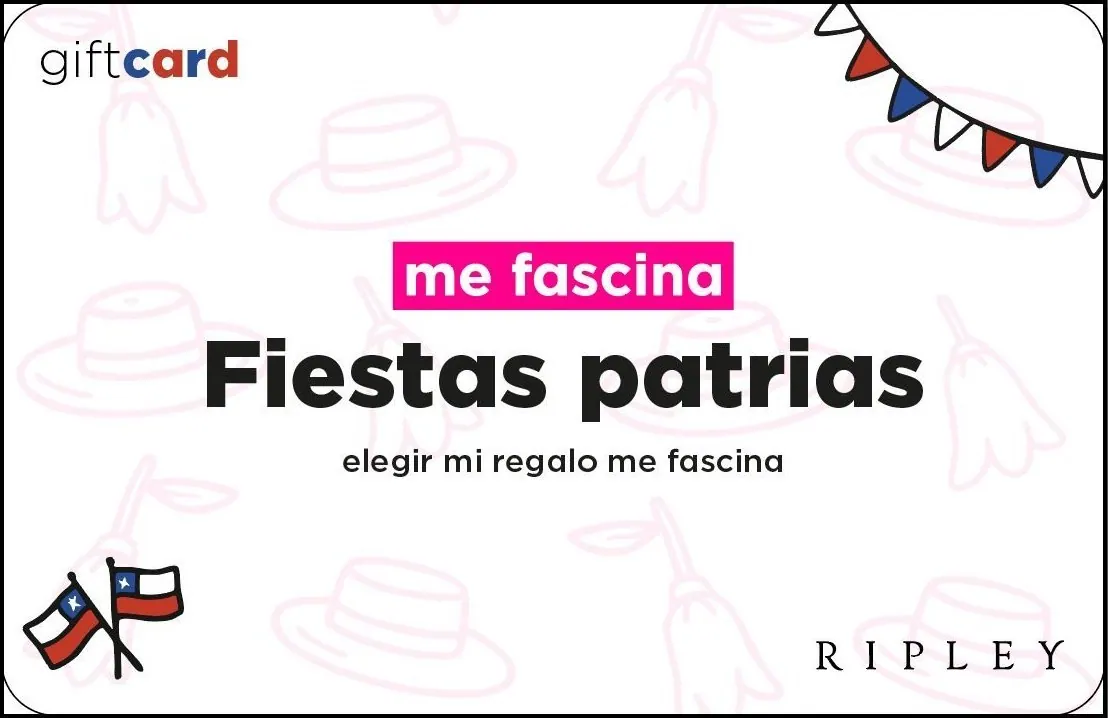 giftcard
me fascina
Fiestas patrias
elegir mi regalo me fascina
RIPLEY